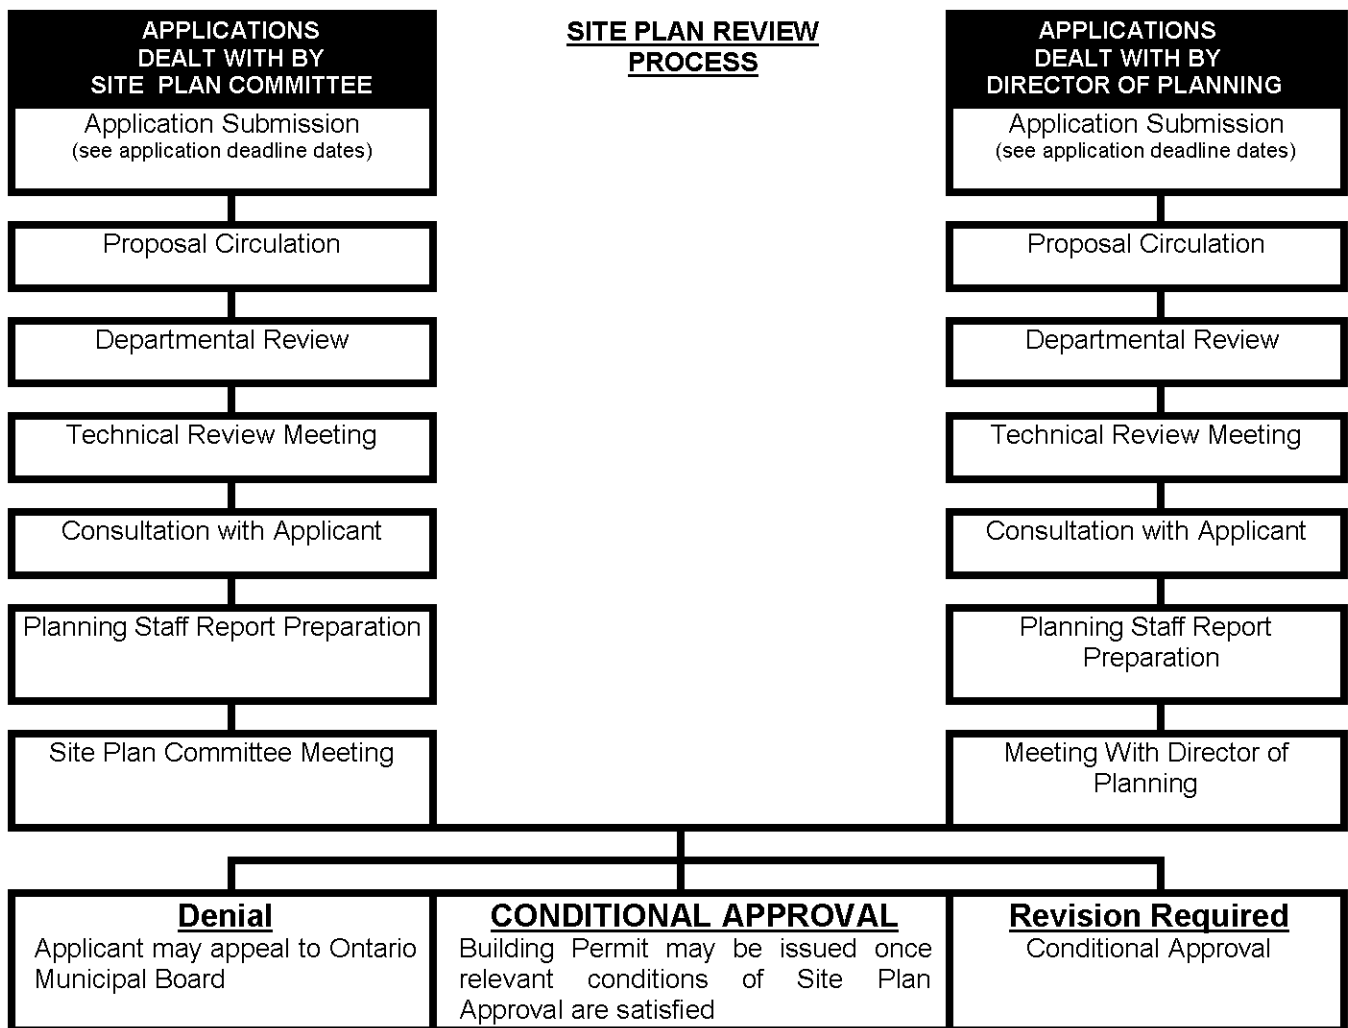 APPLICATIONS
DEALT WITH BY
SITE PLAN COMMITTEE
Application Submission
(see application deadline dates)
Proposal Circulation
Departmental Review
Technical Review Meeting
Consultation with Applicant
Planning Staff Report Preparation
Site Plan Committee Meeting
SITE PLAN REVIEW
PROCESS
APPLICATIONS
DEALT WITH BY
DIRECTOR OF PLANNING
Application Submission
(see application deadline dates)
Proposal Circulation
Departmental Review
Technical Review Meeting
Consultation with Applicant
Planning Staff Report
Preparation
Meeting With Director of
Planning
Denial
Applicant may appeal to Ontario
Municipal Board
CONDITIONAL APPROVAL
Building Permit may be issued once
relevant conditions of Site Plan
Approval are satisfied
Revision Required
Conditional Approval